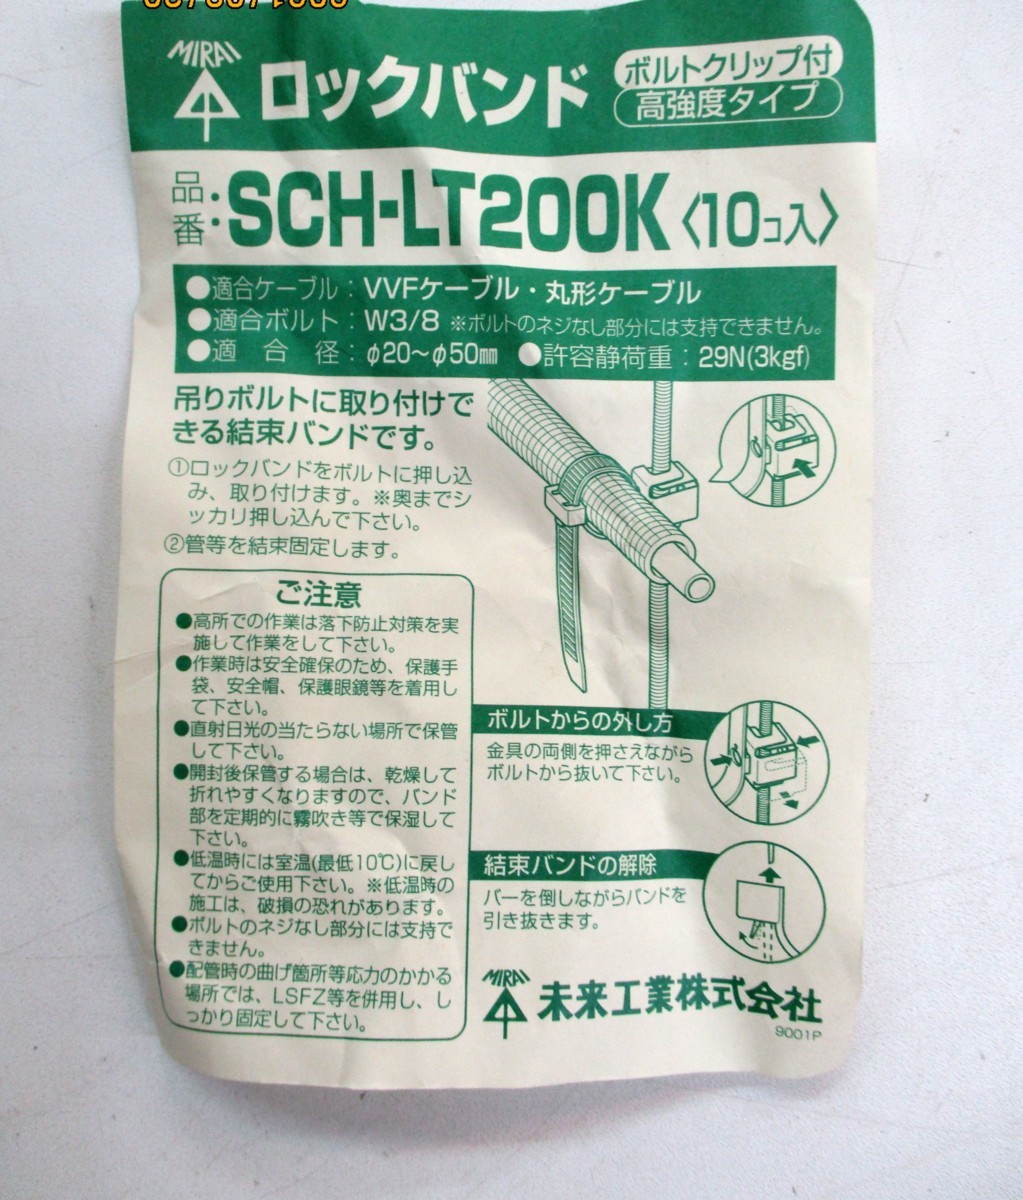 MIRAI
ロックバンド
ボルトクリップ付
高強度タイプ
品番：SCH-LT200K〈10コ入〉
●適合ケーブル：VVFケーブル・丸形ケーブル
●適合ボルト：W3/8 ※ボルトのネジなし部分には支持できません。
●適合径：φ20～φ50㎜ ●許容静荷重：29N(3kgf)
吊りボルトに取り付けで
きる結束バンドです。
①ロックバンドをボルトに押し込
み、取り付けます。※奥までシ
ッカリ押し込んで下さい。
②管等を結束固定します。
ご注意
●高所での作業は落下防止対策を実
施して作業をして下さい。
●作業時は安全確保のため、保護手
袋、安全帽、保護眼鏡等を着用し
て下さい。
●直射日光の当たらない場所で保管
して下さい。
●開封後保管する場合は、乾燥して
折れやすくなりますので、バンド
部を定期的に霧吹き等で保湿して
下さい。
●低温時には室温(最低10℃)に戻し
てからご使用下さい。※低温時の
施工は、破損の恐れがあります。
●ボルトのネジなし部分には支持で
きません。
●配管時の曲げ箇所等応力のかかる
場所では、LSFZ等を併用し、し
っかり固定して下さい。
ボルトからの外し方
金具の両側を押さえながら
ボルトから抜いて下さい。
結束バンドの解除
バーを倒しながらバンドを
引き抜きます。
MIRAI
未来工業株式会社
9001P